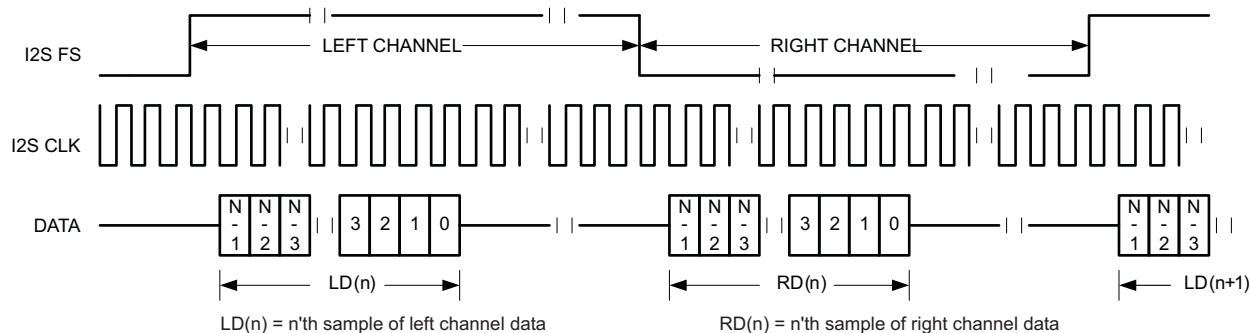 I2S FS
LEFT CHANNEL
RIGHT CHANNEL
I2S CLK
DATA
N-1 N-2 N-3 3 2 1 0
N-1 N-2 N-3 3 2 1 0
N-1 N-2 N-3
LD(n)
RD(n)
LD(n+1)
LD(n) = n'th sample of left channel data
RD(n) = n'th sample of right channel data